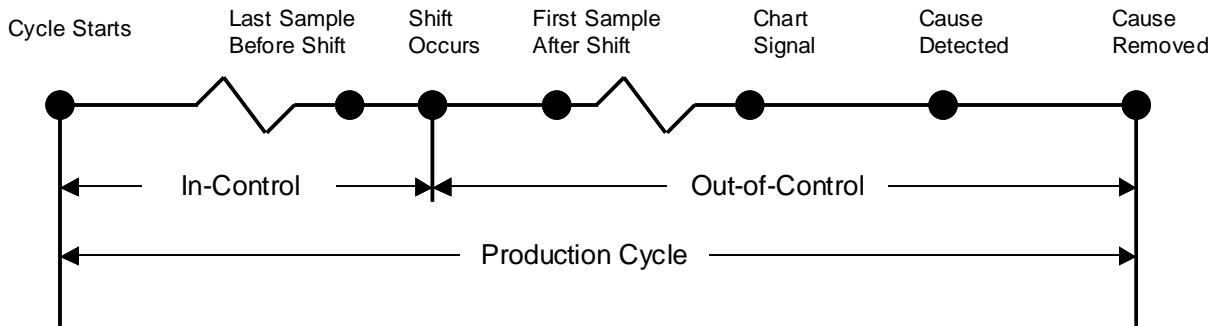 Cycle Starts
Last Sample
Before Shift
Shift
Occurs
First Sample
After Shift
Chart
Signal
Cause
Detected
Cause
Removed
In-Control
Out-of-Control
Production Cycle